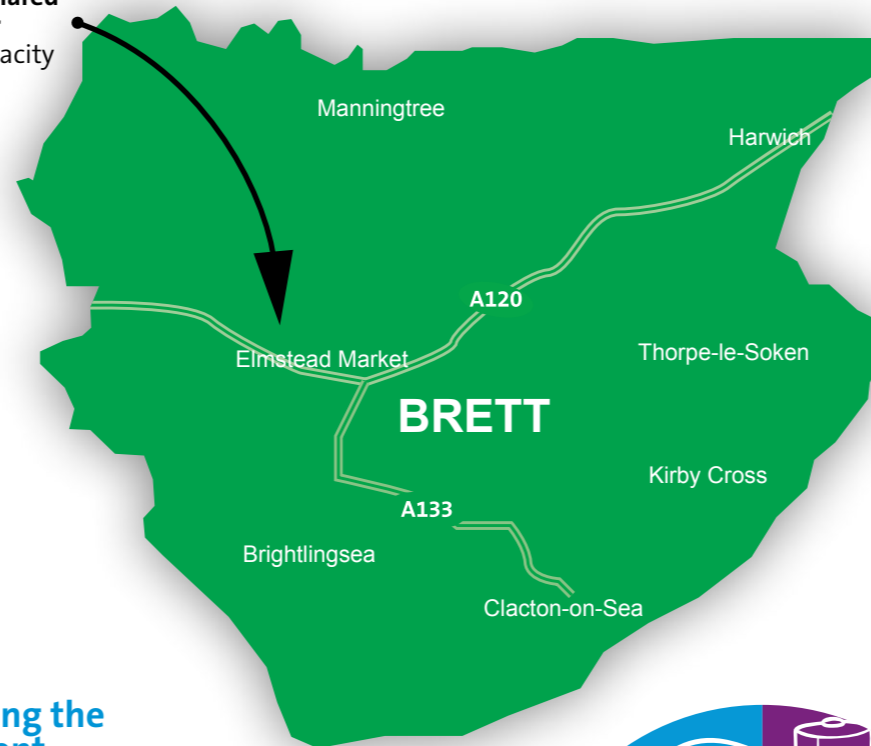 acity
Manningtree
Harwich
A120
Elmstead Market
Thorpe-le-Soken
BRETT
Kirby Cross
A133
Brightlingsea
Clacton-on-Sea
ng the